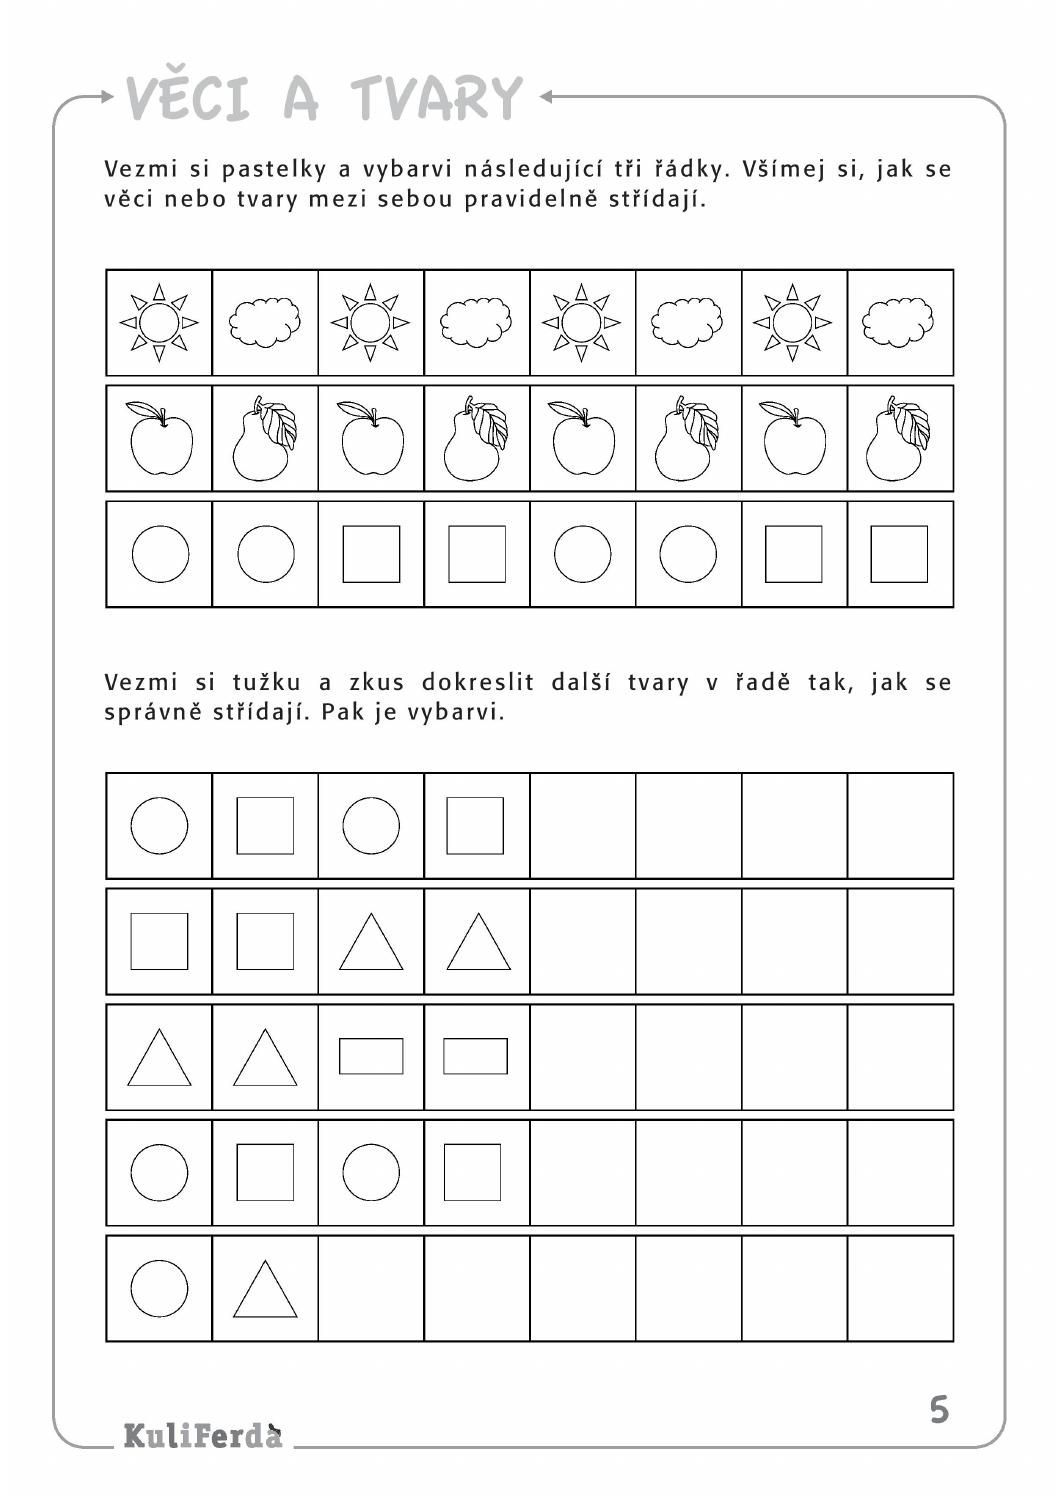 VĚCI A TVARY
Vezmi si pastelky a vybarvi následující tři řádky. Všímej si, jak se
věci nebo tvary mezi sebou pravidelně střídají.
Vezmi si tužku a zkus dokreslit další tvary v řadě tak, jak se
správně střídají. Pak je vybarvi.
5
KuliFerda